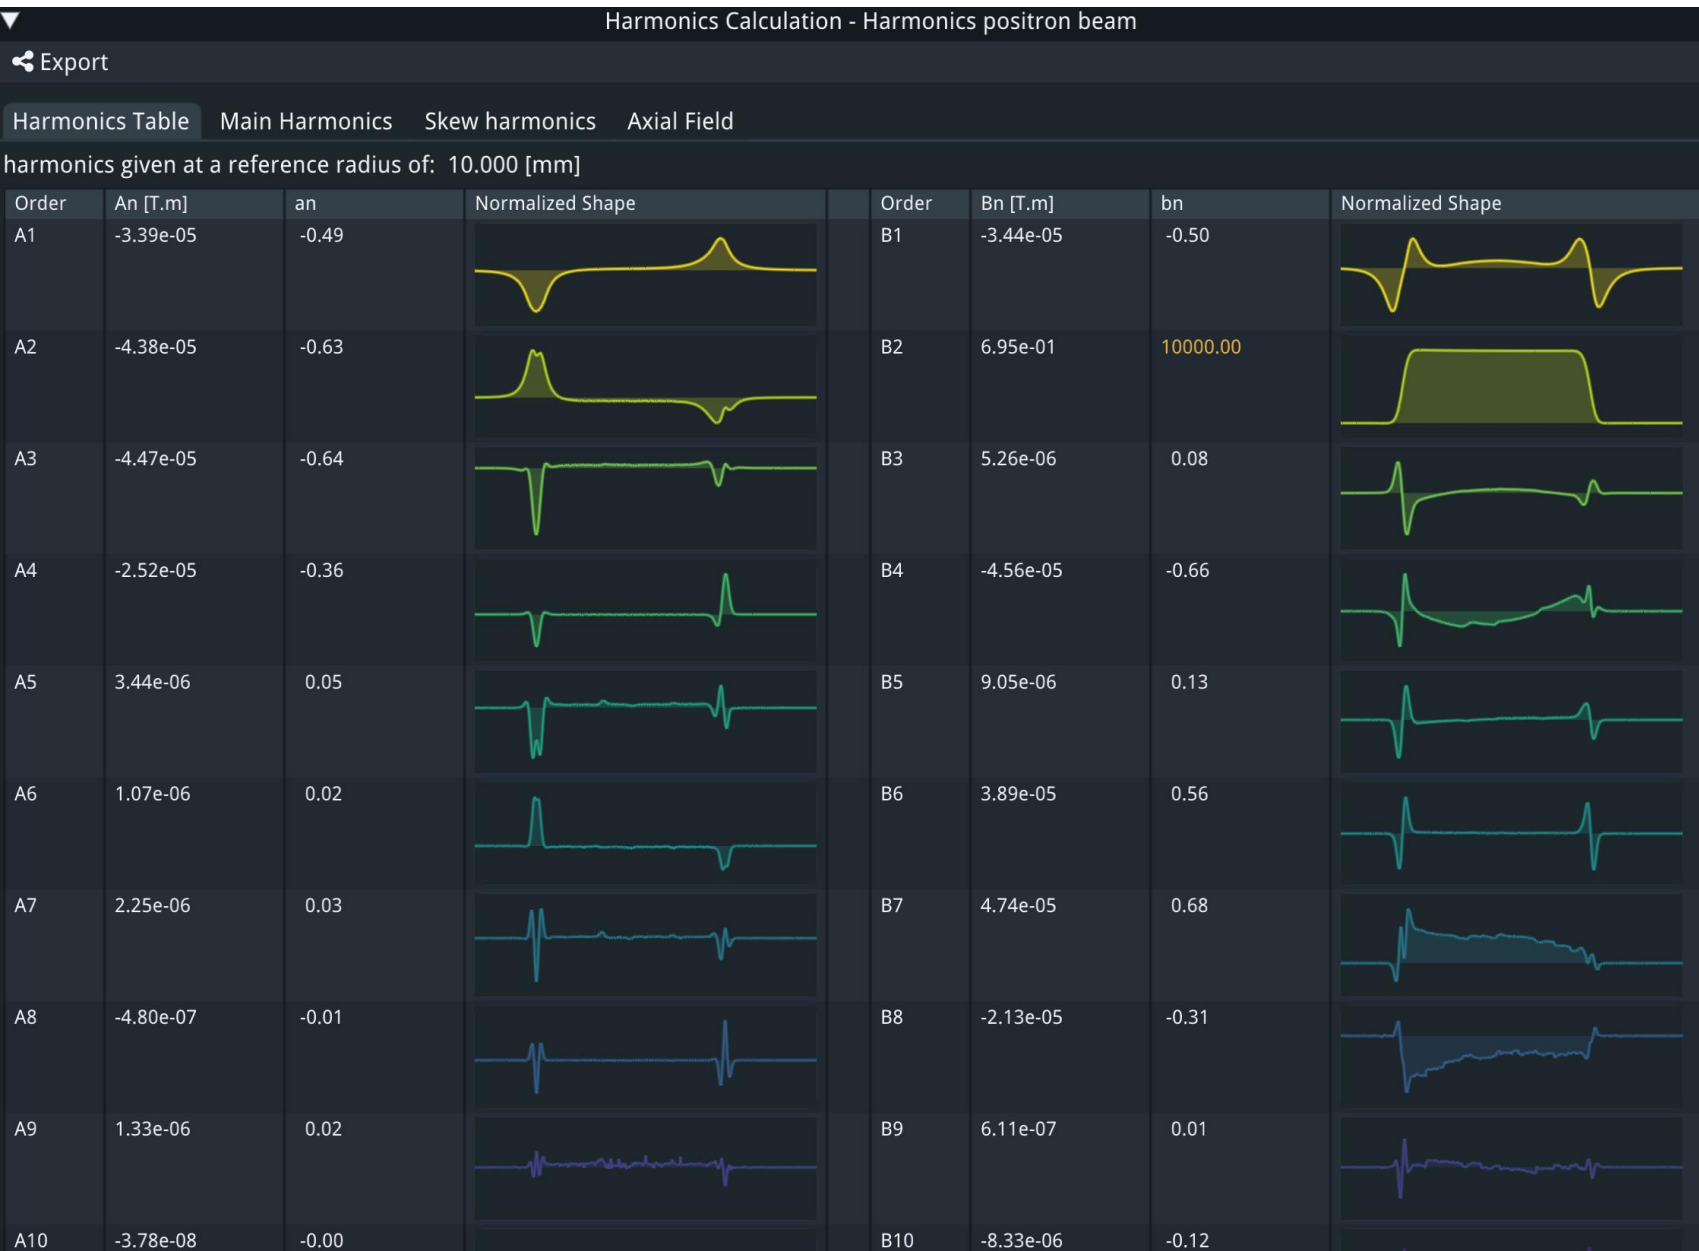 Harmonics Calculation - Harmonics positron beam
Export
Harmonics Table Main Harmonics Skew harmonics Axial Field
harmonics given at a reference radius of: 10.000 [mm]
Order An [T.m] an Normalized Shape Order Bn [T.m] bn Normalized Shape
A1 -3.39e-05 -0.49 B1 -3.44e-05 -0.50
A2 -4.38e-05 -0.63 B2 6.95e-01 10000.00
A3 -4.47e-05 -0.64 B3 5.26e-06 0.08
A4 -2.52e-05 -0.36 B4 -4.56e-05 -0.66
A5 3.44e-06 0.05 B5 9.05e-06 0.13
A6 1.07e-06 0.02 B6 3.89e-05 0.56
A7 2.25e-06 0.03 B7 4.74e-05 0.68
A8 -4.80e-07 -0.01 B8 -2.13e-05 -0.31
A9 1.33e-06 0.02 B9 6.11e-07 0.01
A10 -3.78e-08 -0.00 B10 -8.33e-06 -0.12